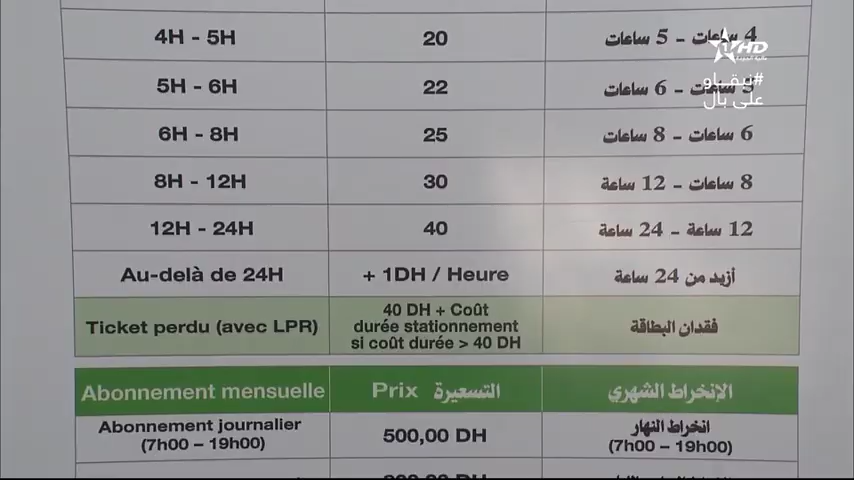 4H - 5H 20 4 ساعات - 5 ساعات
5H - 6H 22 5 ساعات - 6 ساعات
6H - 8H 25 6 ساعات - 8 ساعات
8H - 12H 30 8 ساعات - 12 ساعة
12H - 24H 40 12 ساعة - 24 ساعة
Au-delà de 24H + 1DH / Heure أزيد من 24 ساعة
Ticket perdu (avec LPR) 40 DH + Coût durée stationnement si coût durée > 40 DH فقدان البطاقة
Abonnement mensuelle Prix التسعيرة الإنخراط الشهري
Abonnement journalier (7h00 – 19h00) 500,00 DH انخراط النهار (7h00 – 19h00)
HD
#نبقاو
على بال